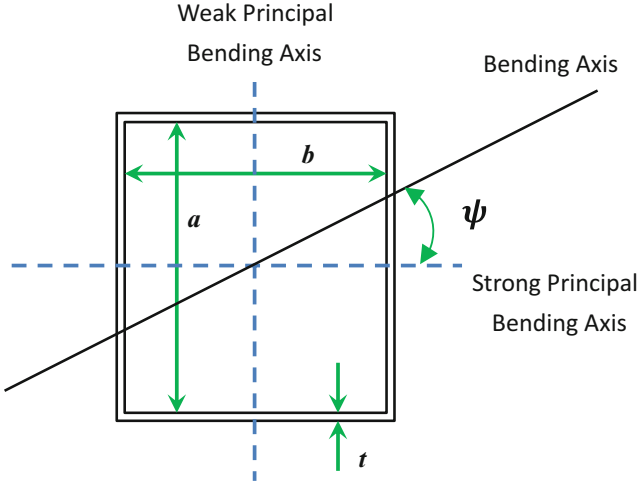 Weak Principal
Bending Axis
Bending Axis
b
a
ψ
Strong Principal
Bending Axis
t